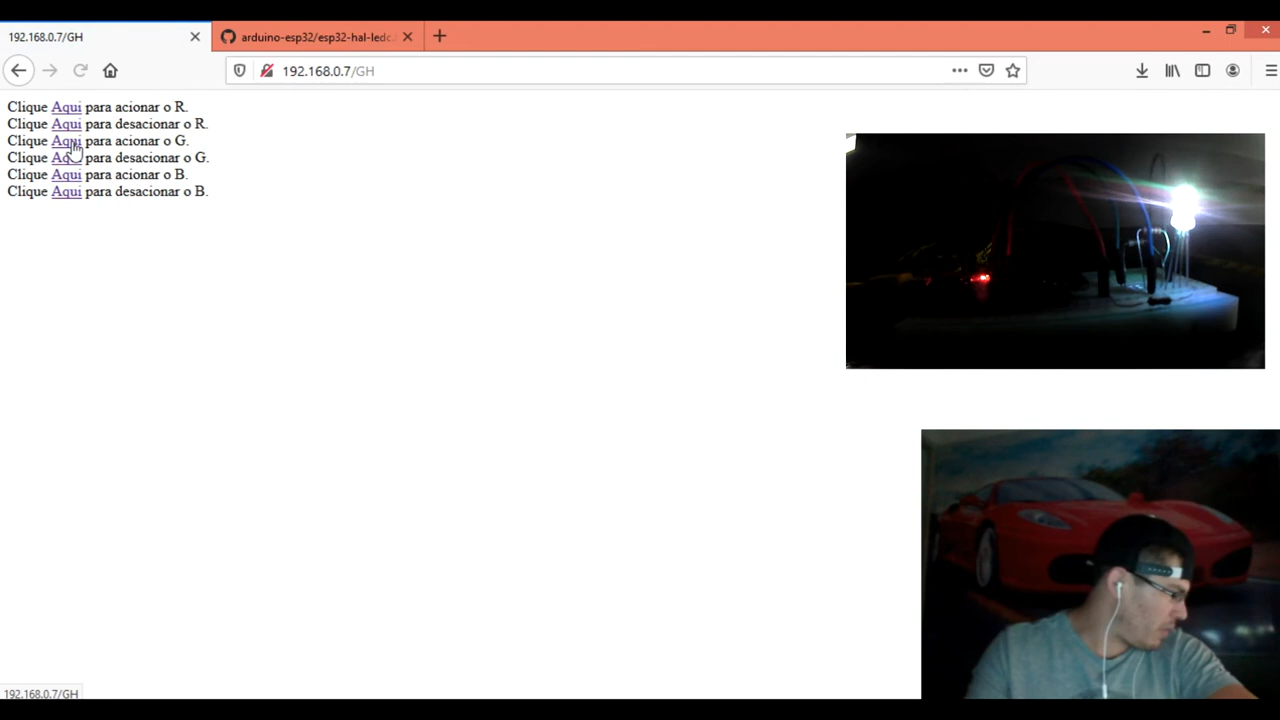 192.168.0.7/GH
arduino-esp32/esp32-hal-ledc.
192.168.0.7/GH
Clique Aqui para acionar o R.
Clique Aqui para desacionar o R.
Clique Aqui para acionar o G.
Clique Aqui para desacionar o G.
Clique Aqui para acionar o B.
Clique Aqui para desacionar o B.
192.168.0.7/GH